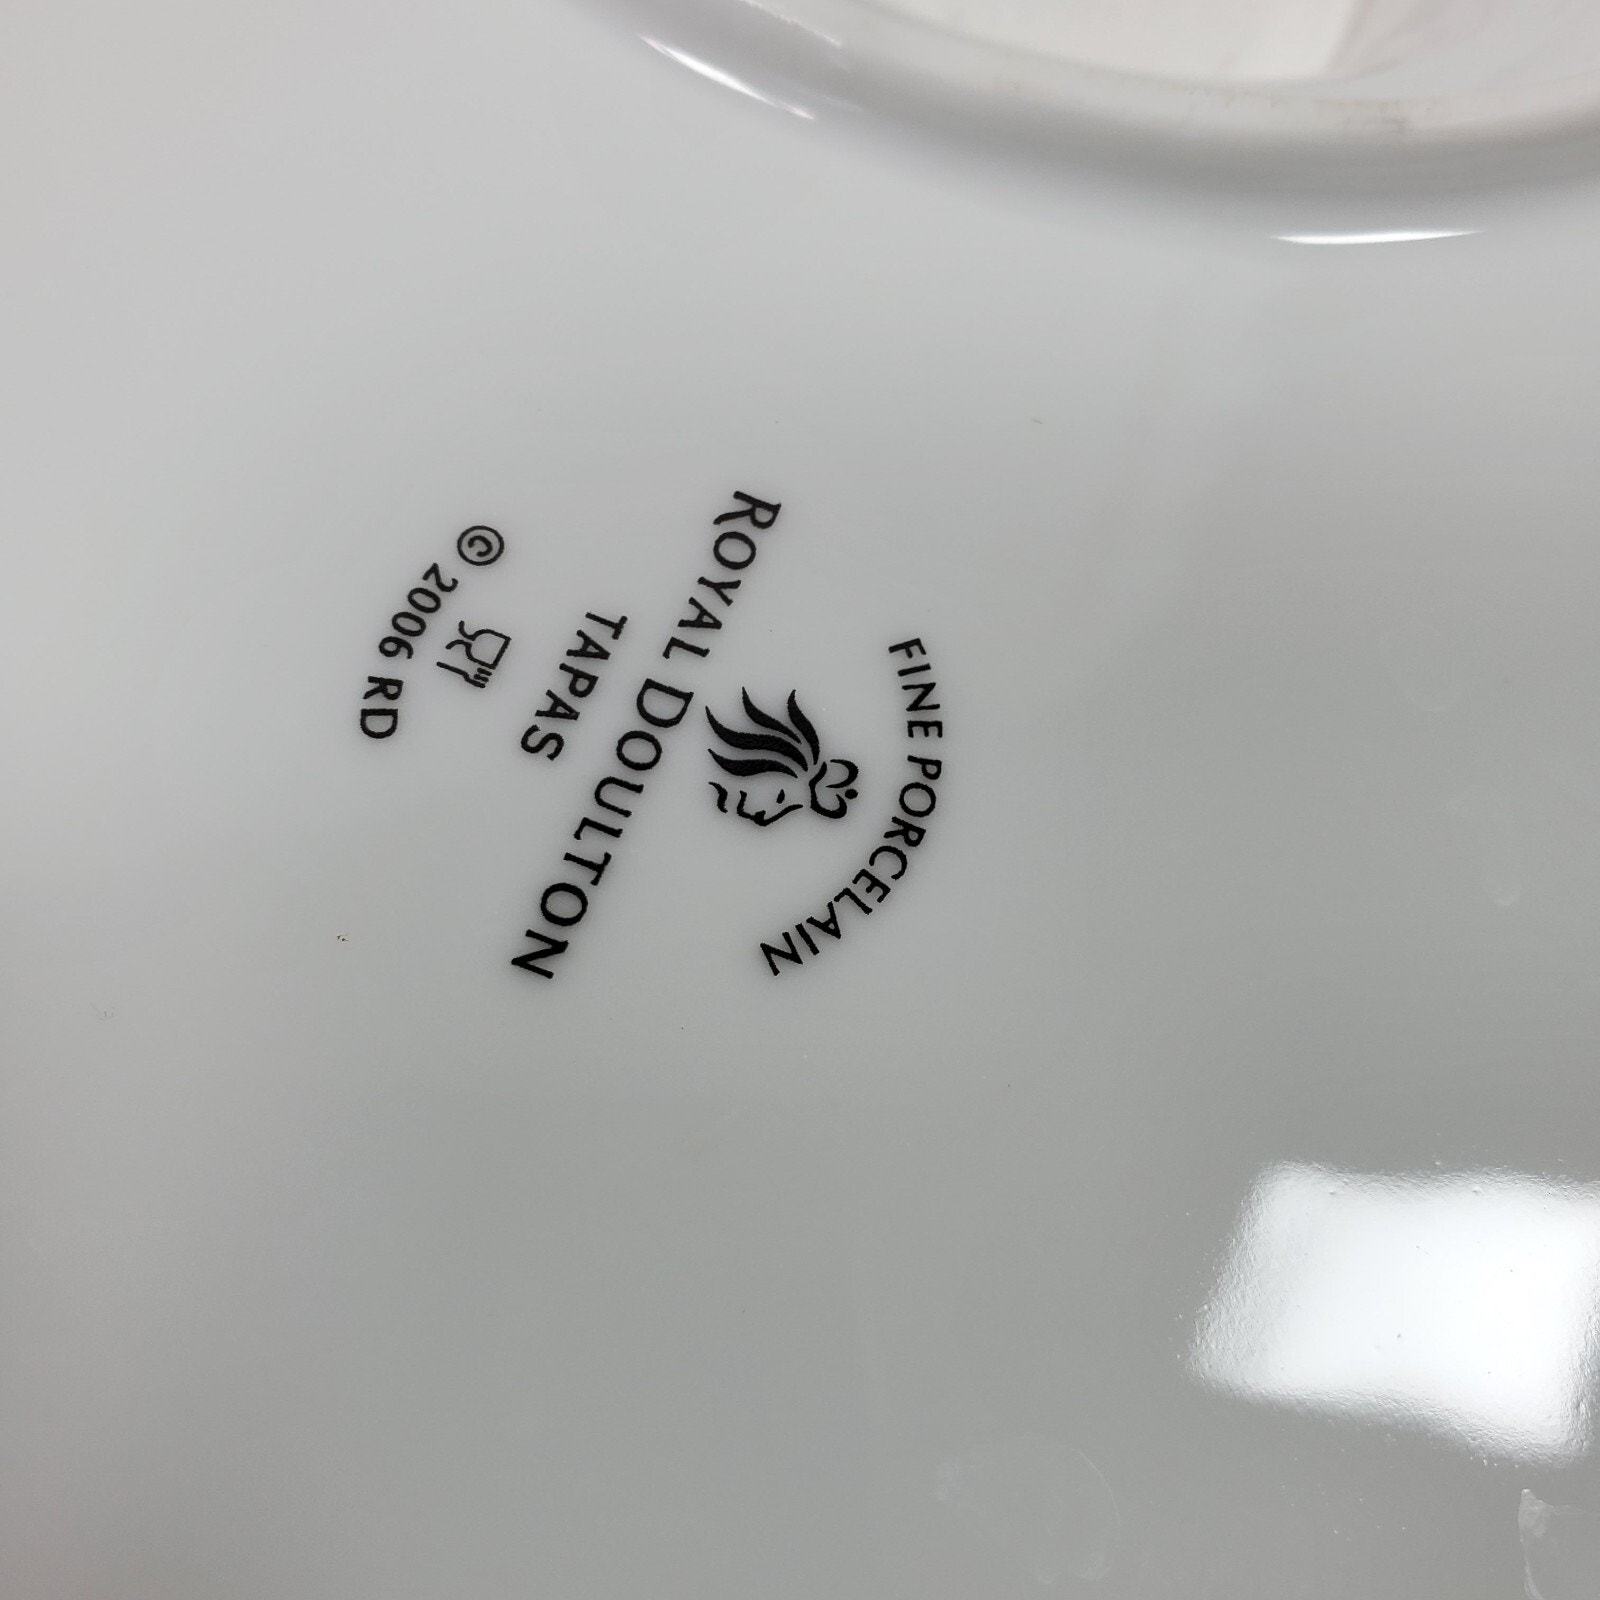 FINE PORCELAIN
ROYAL DOULTON
TAPAS
© 2006 RD